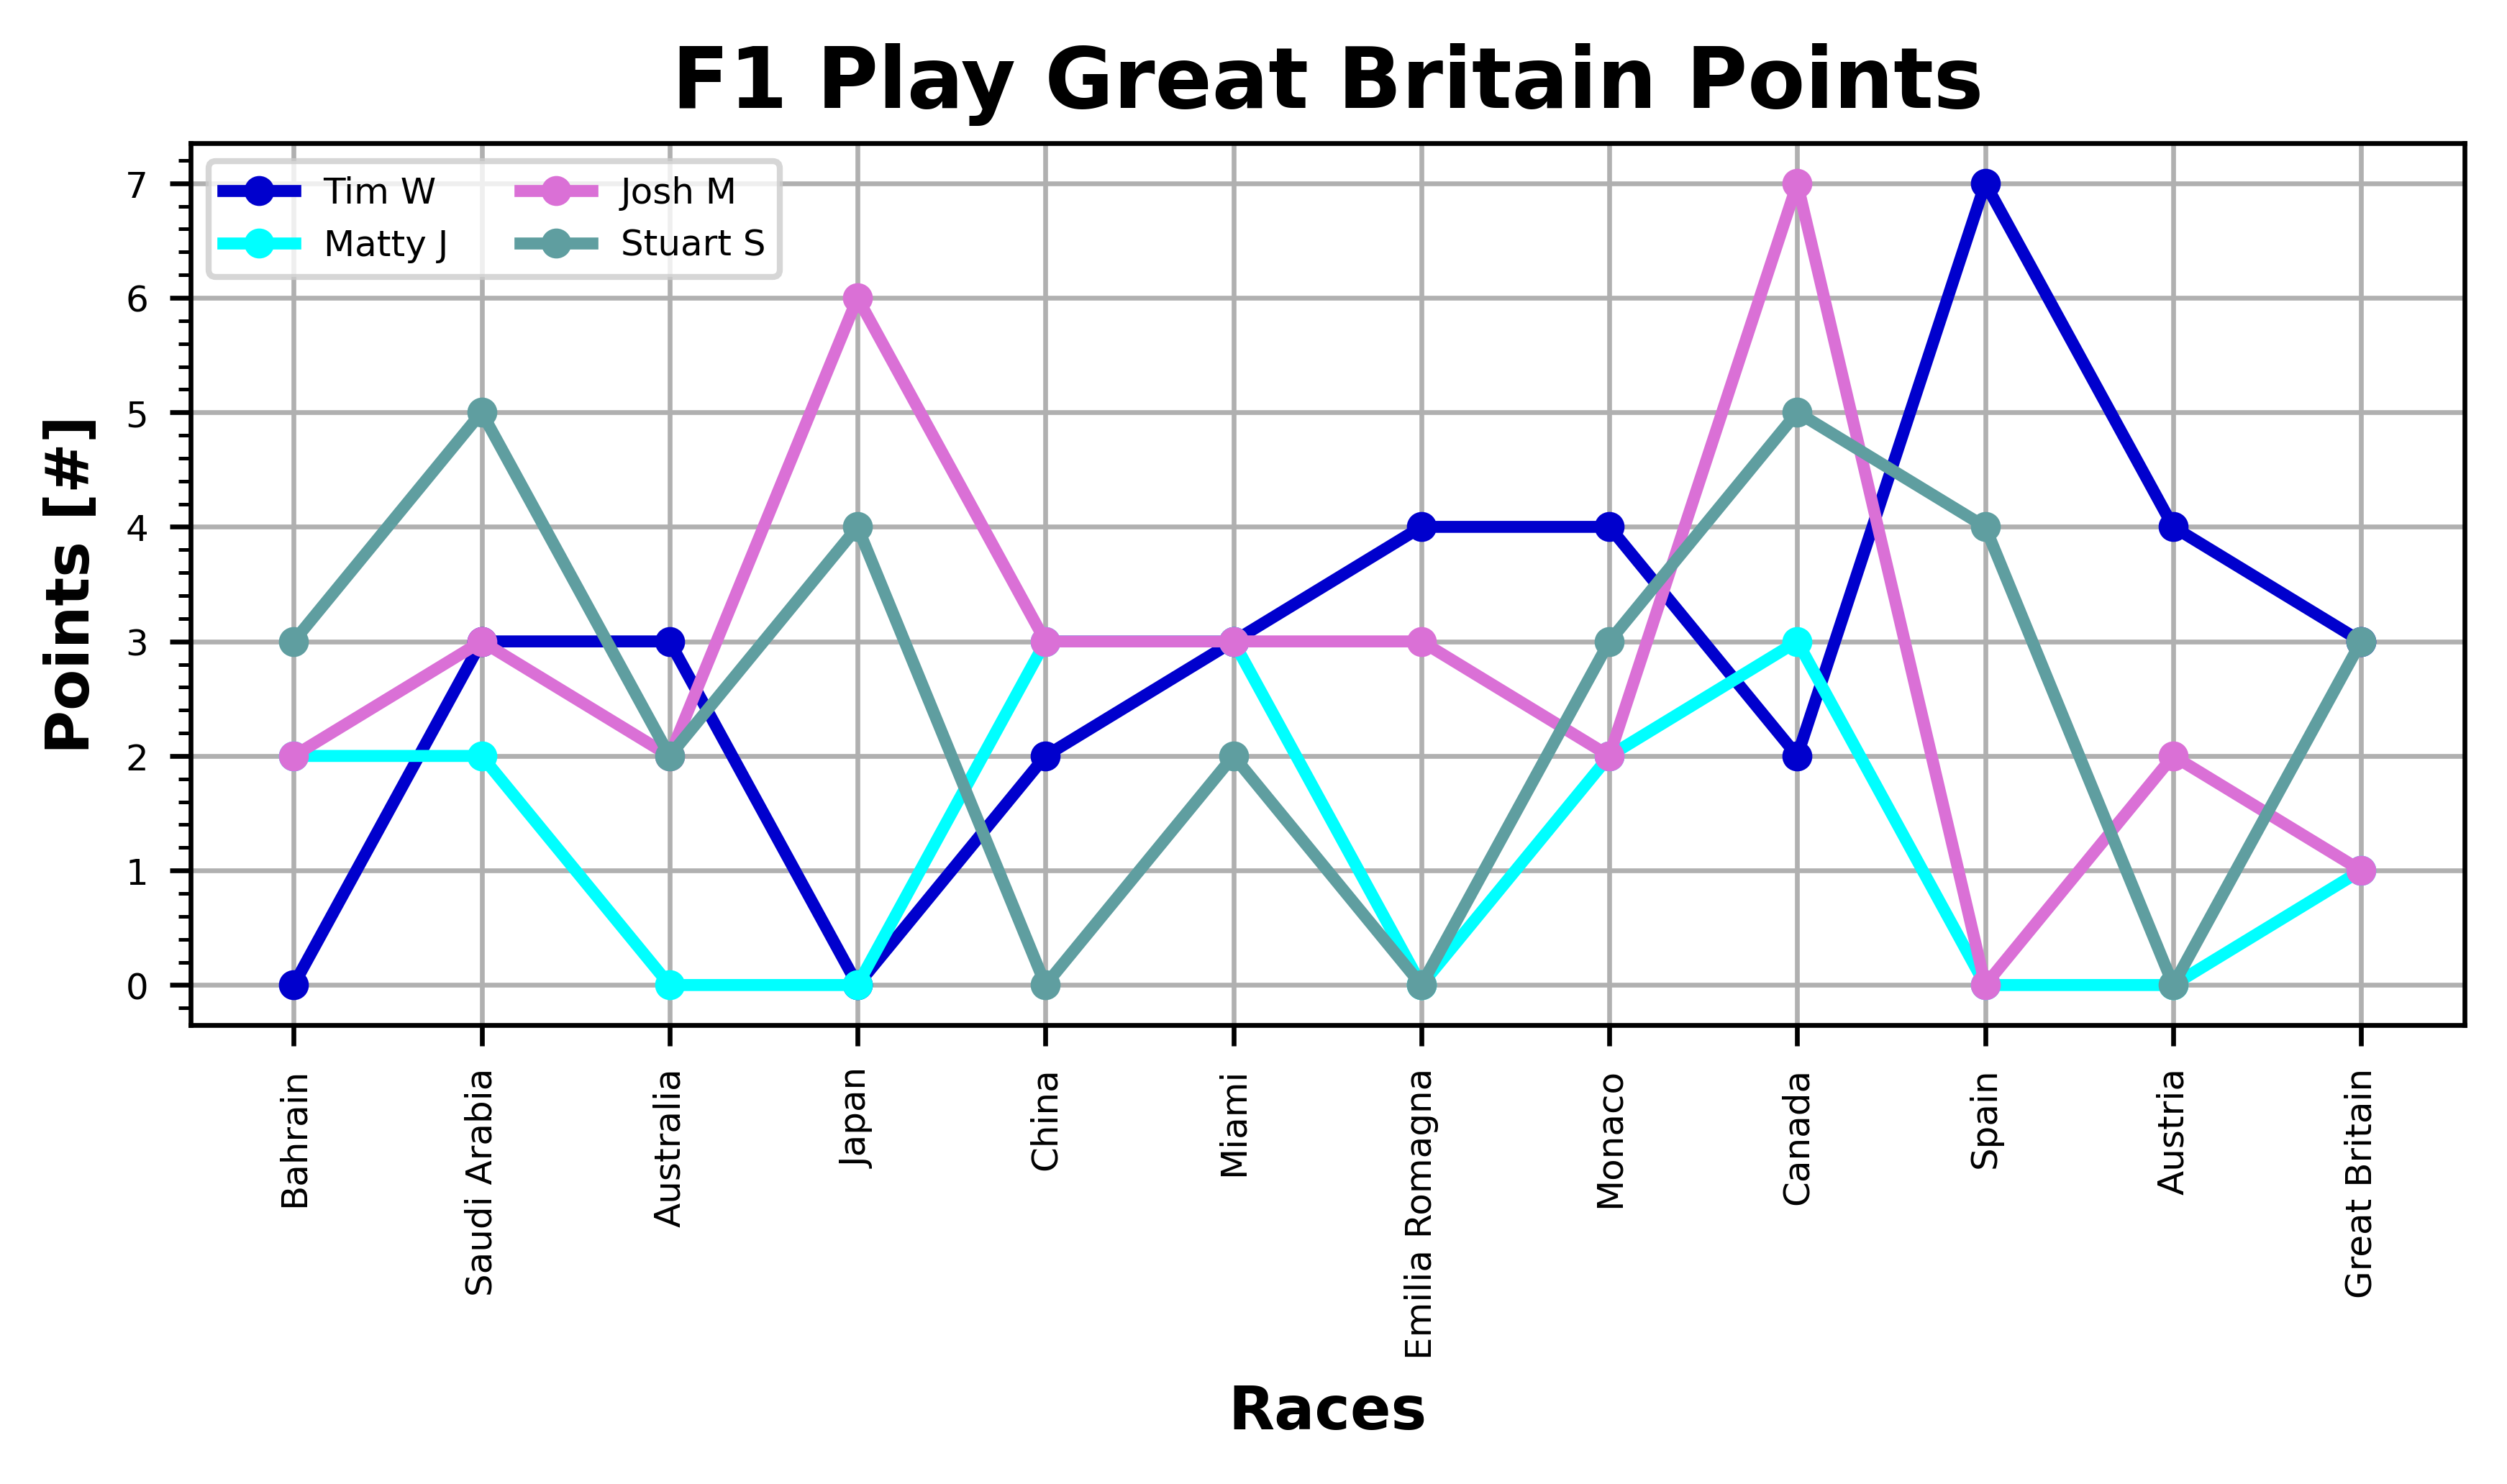 F1 Play Great Britain Points
Tim W
Matty J
Josh M
Stuart S
Points [#]
7
6
5
4
3
2
1
0
Bahrain
Saudi Arabia
Australia
Japan
China
Miami
Emilia Romagna
Monaco
Canada
Spain
Austria
Great Britain
Races